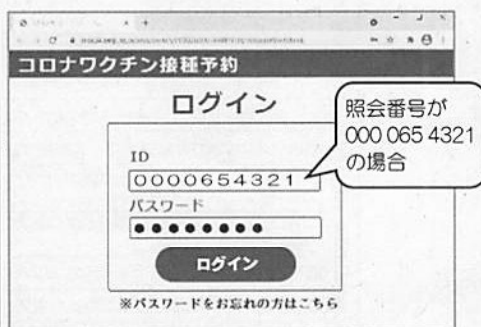 コロナワクチン接種予約
ログイン
照会番号が
000 065 4321
の場合
ID
0000654321
パスワード
●●●●●●●●
ログイン
※パスワードをお忘れの方はこちら